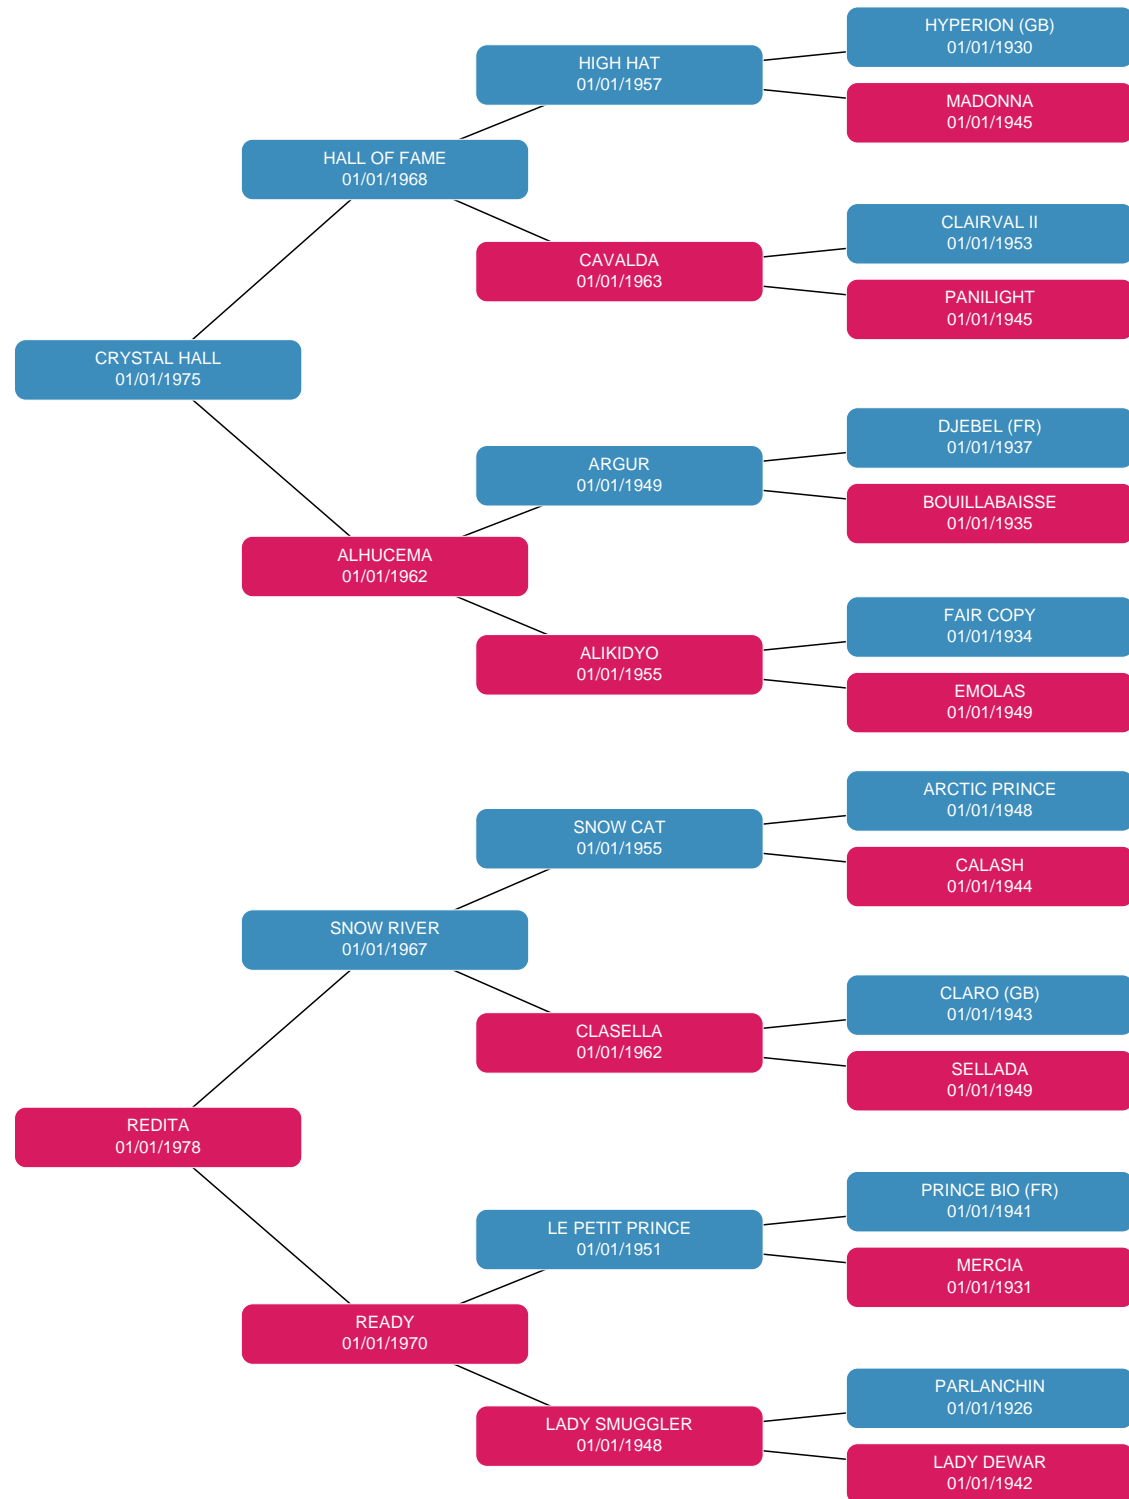 HYPERION (GB)
01/01/1930
HIGH HAT
01/01/1957
MADONNA
01/01/1945
HALL OF FAME
01/01/1968
CLAIRVAL II
01/01/1953
CAVALDA
01/01/1963
PANILIGHT
01/01/1945
CRYSTAL HALL
01/01/1975
DJEBEL (FR)
01/01/1937
ARGUR
01/01/1949
BOUILLABAISSE
01/01/1935
ALHUCEMA
01/01/1962
FAIR COPY
01/01/1934
ALIKIDYO
01/01/1955
EMOLAS
01/01/1949
ARCTIC PRINCE
01/01/1948
SNOW CAT
01/01/1955
CALASH
01/01/1944
SNOW RIVER
01/01/1967
CLARO (GB)
01/01/1943
CLASELLA
01/01/1962
SELLADA
01/01/1949
REDITA
01/01/1978
PRINCE BIO (FR)
01/01/1941
LE PETIT PRINCE
01/01/1951
MERCIA
01/01/1931
READY
01/01/1970
PARLANCHIN
01/01/1926
LADY SMUGGLER
01/01/1948
LADY DEWAR
01/01/1942